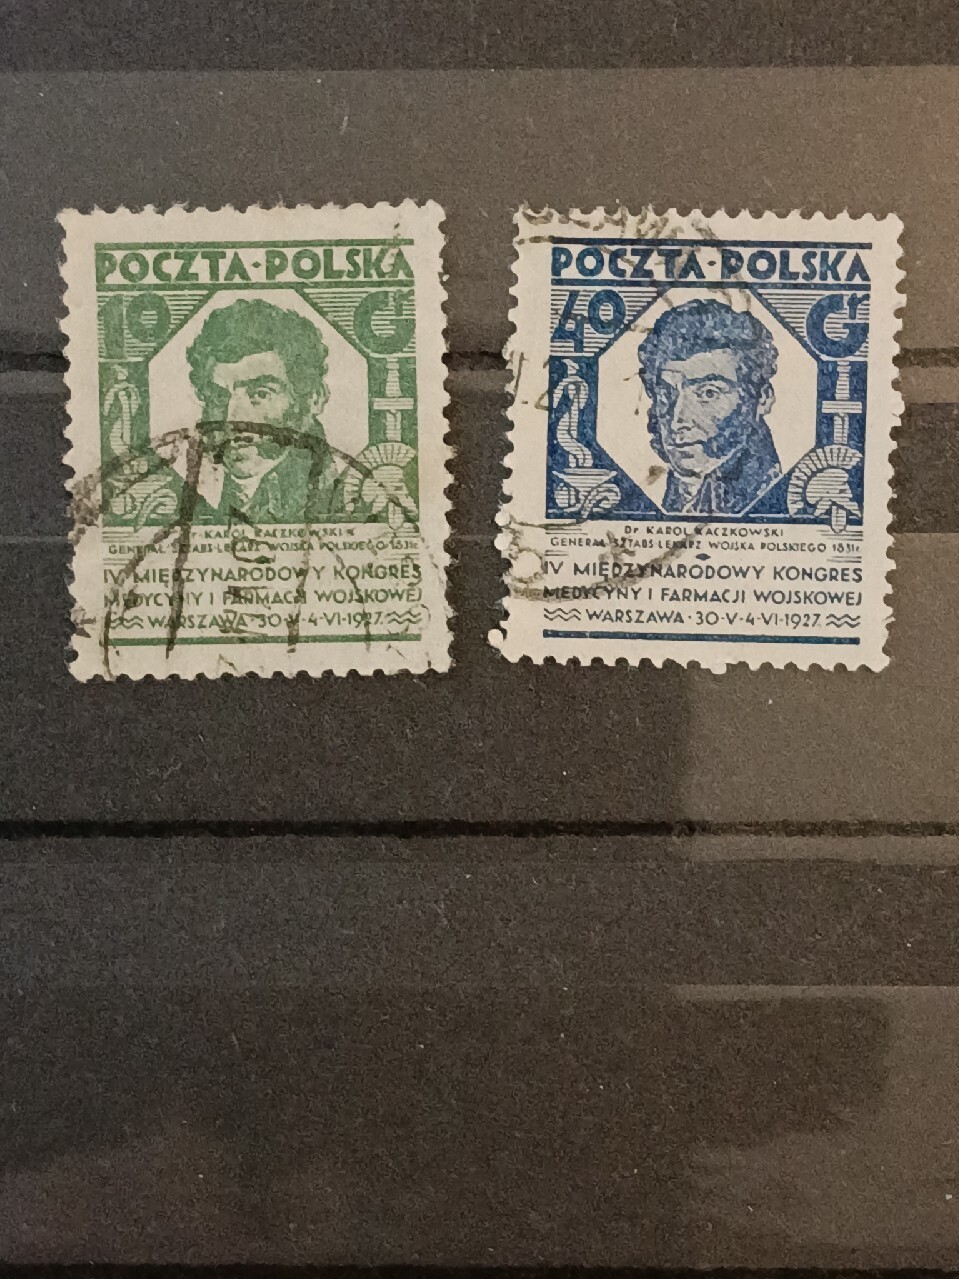 POCZTA·POLSKA
10 Gr
Dr KAROL KACZKOWSKI
GENERAŁ SZTABS-LEKARZ WOJSKA POLSKIEGO 1831r
IV MIĘDZYNARODOWY KONGRES
MEDYCYNY I FARMACJI WOJSKOWEJ
WARSZAWA·30·V-4·VI·1927
POCZTA·POLSKA
40 Gr
Dr KAROL KACZKOWSKI
GENERAŁ SZTABS-LEKARZ WOJSKA POLSKIEGO 1831r
IV MIĘDZYNARODOWY KONGRES
MEDYCYNY I FARMACJI WOJSKOWEJ
WARSZAWA·30·V-4·VI·1927